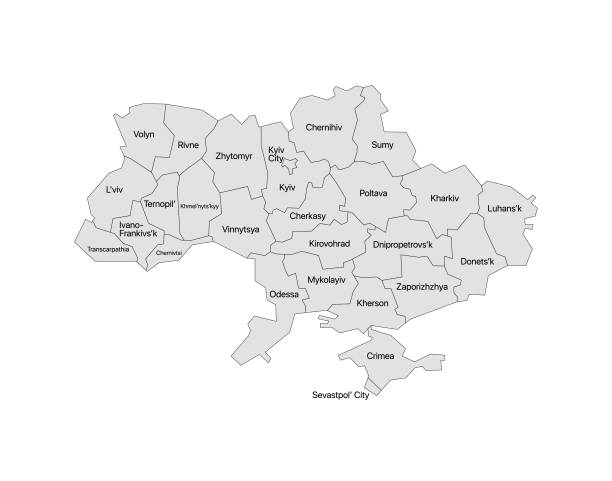 Chernihiv
Volyn
Rivne
Sumy
Kyiv
City
Zhytomyr
L'viv
Kyiv
Poltava
Kharkiv
Ternopil'
Khmel'nyts'kyy
Luhans'k
Cherkasy
Ivano-
Frankivs'k
Vinnytsya
Kirovohrad
Dnipropetrovs'k
Transcarpathia
Chernivtsi
Donets'k
Mykolayiv
Zaporizhzhya
Odessa
Kherson
Crimea
Sevastpol' City